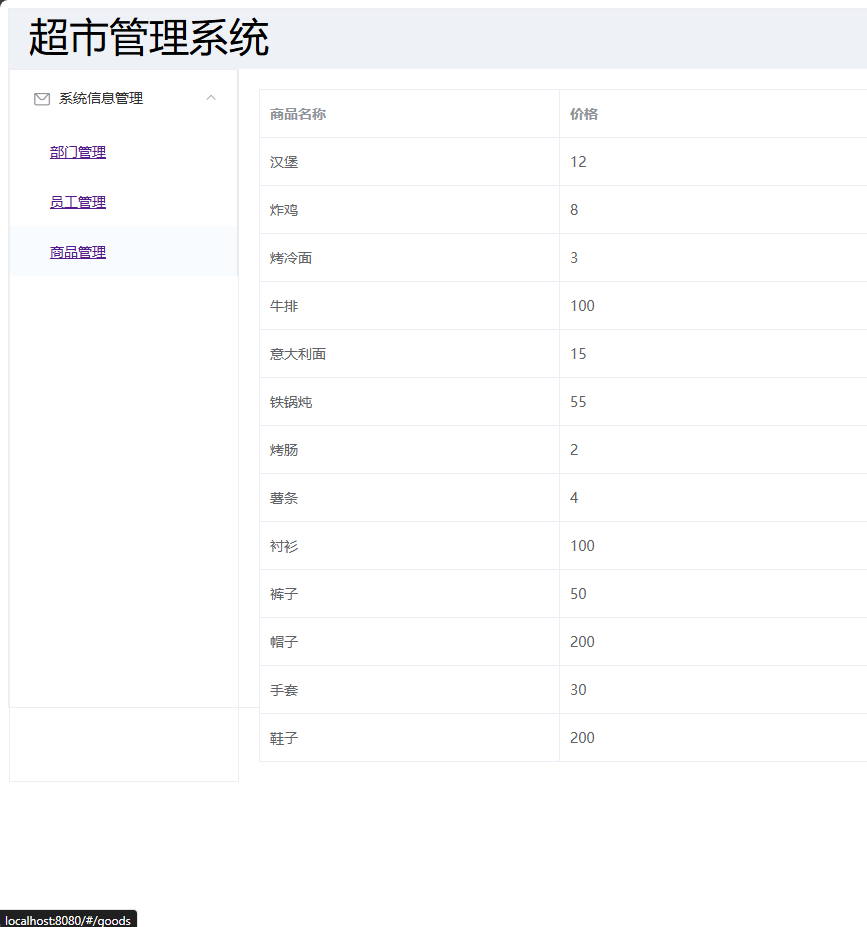 超市管理系统
系统信息管理
部门管理
员工管理
商品管理
商品名称 价格
汉堡 12
炸鸡 8
烤冷面 3
牛排 100
意大利面 15
铁锅炖 55
烤肠 2
薯条 4
衬衫 100
裤子 50
帽子 200
手套 30
鞋子 200
localhost:8080/#/goods